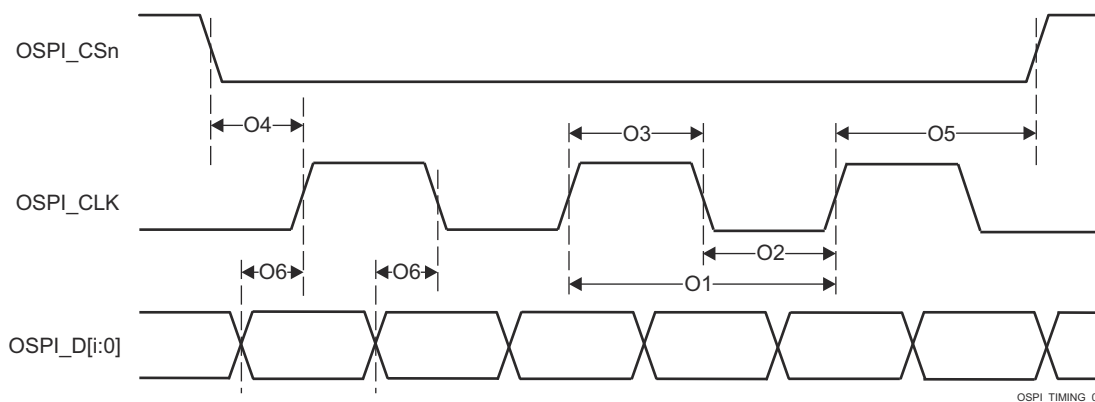 OSPI_CSn
O4
O3
O5
OSPI_CLK
O2
O6
O6
O1
OSPI_D[i:0]